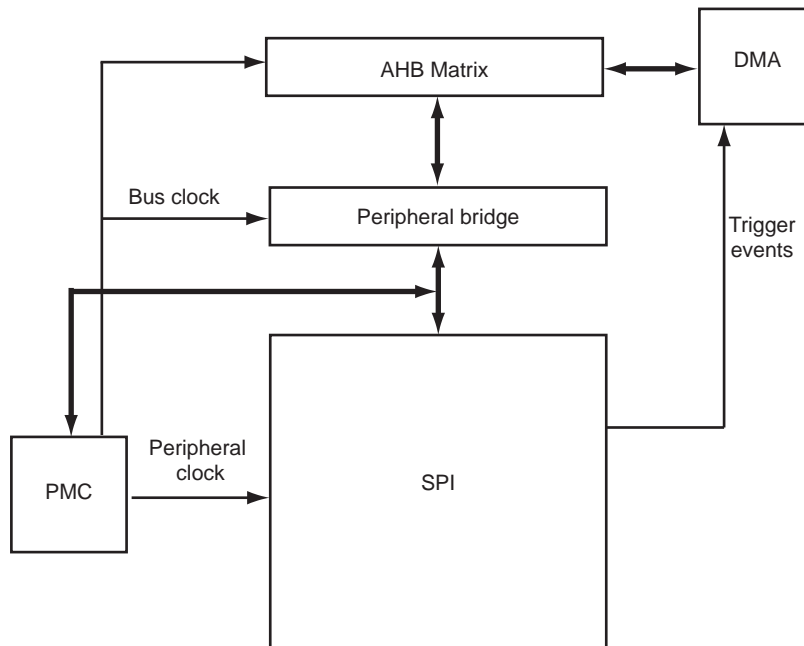 AHB Matrix
DMA
Bus clock
Peripheral bridge
Trigger
events
Peripheral
clock
PMC
SPI